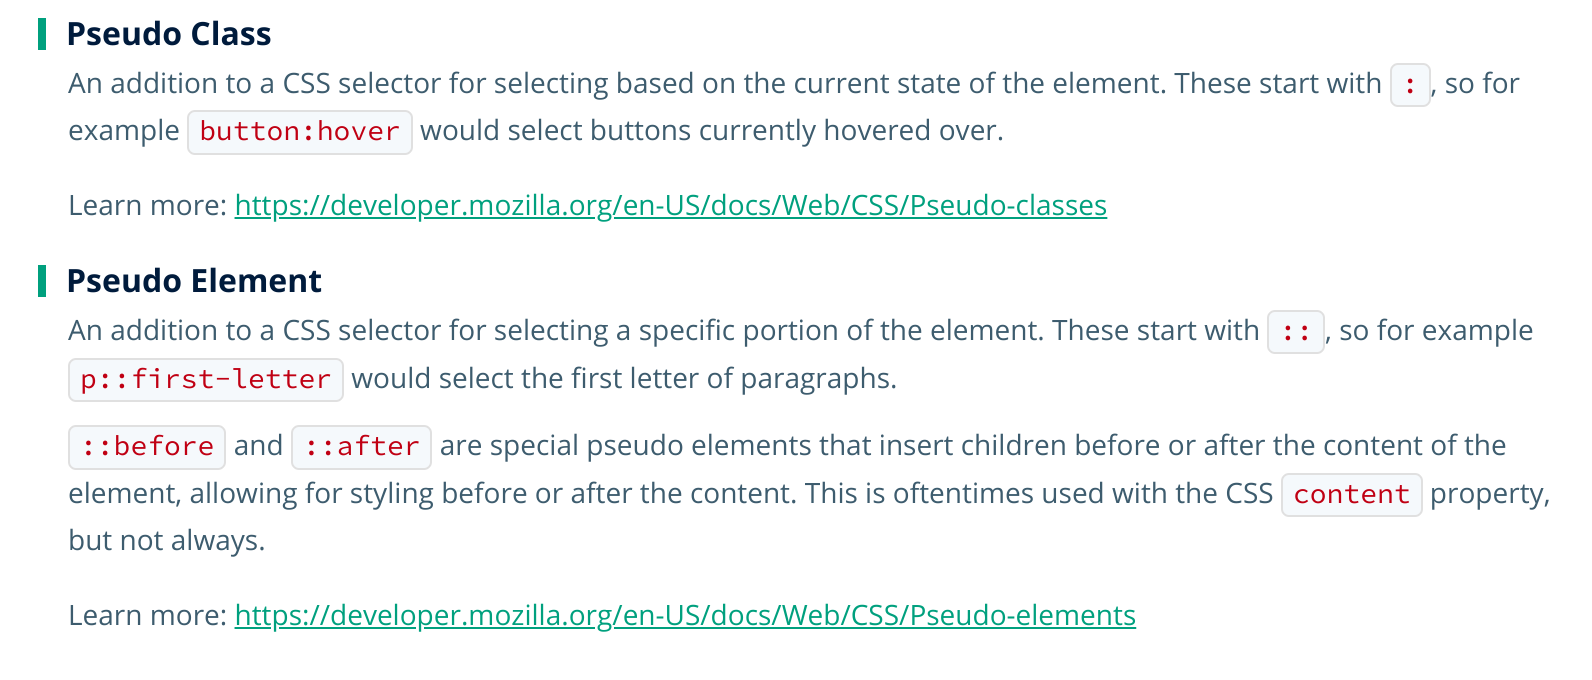 Pseudo Class
An addition to a CSS selector for selecting based on the current state of the element. These start with :, so for
example button:hover would select buttons currently hovered over.
Learn more: https://developer.mozilla.org/en-US/docs/Web/CSS/Pseudo-classes
Pseudo Element
An addition to a CSS selector for selecting a specific portion of the element. These start with ::, so for example
p::first-letter would select the first letter of paragraphs.
::before and ::after are special pseudo elements that insert children before or after the content of the
element, allowing for styling before or after the content. This is oftentimes used with the CSS content property,
but not always.
Learn more: https://developer.mozilla.org/en-US/docs/Web/CSS/Pseudo-elements